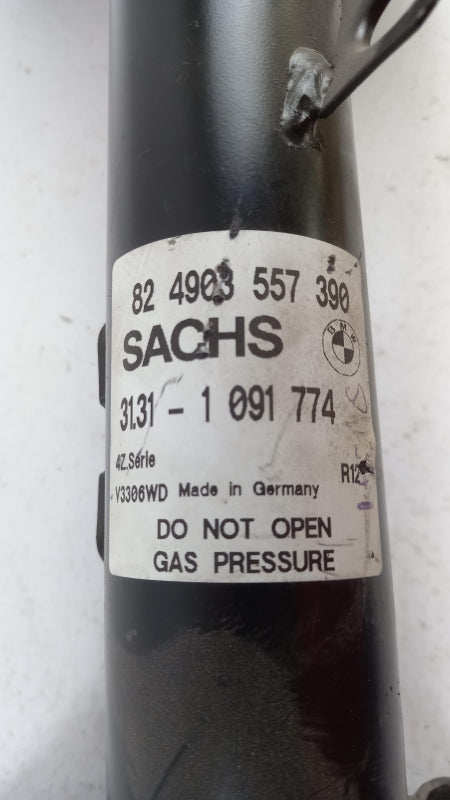 82 4903 557 390
SACHS
BMW
31.31 - 1 091 774
4Z.Serie
R12
V3306WD Made in Germany
DO NOT OPEN
GAS PRESSURE